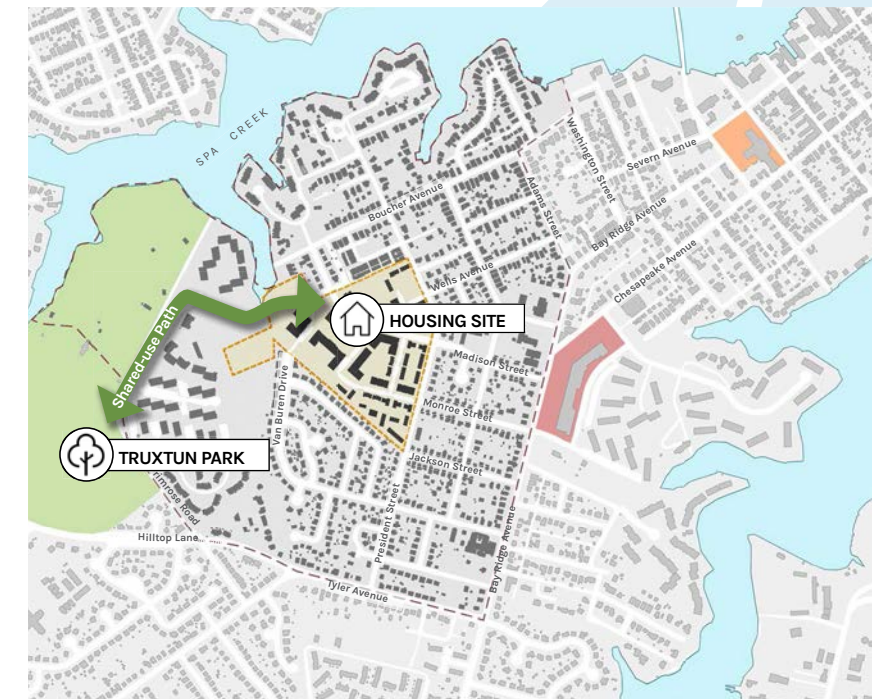 SPA CREEK
Washington Street
Severn Avenue
Adams Street
Boucher Avenue
Bay Ridge Avenue
Chesapeake Avenue
Wells Avenue
HOUSING SITE
Shared-use Path
Madison Street
Van Buren Drive
Monroe Street
TRUXTUN PARK
Jackson Street
rimrose Road
President Street
Hilltop Lane
Bay Ridge Avenue
Tyler Avenue